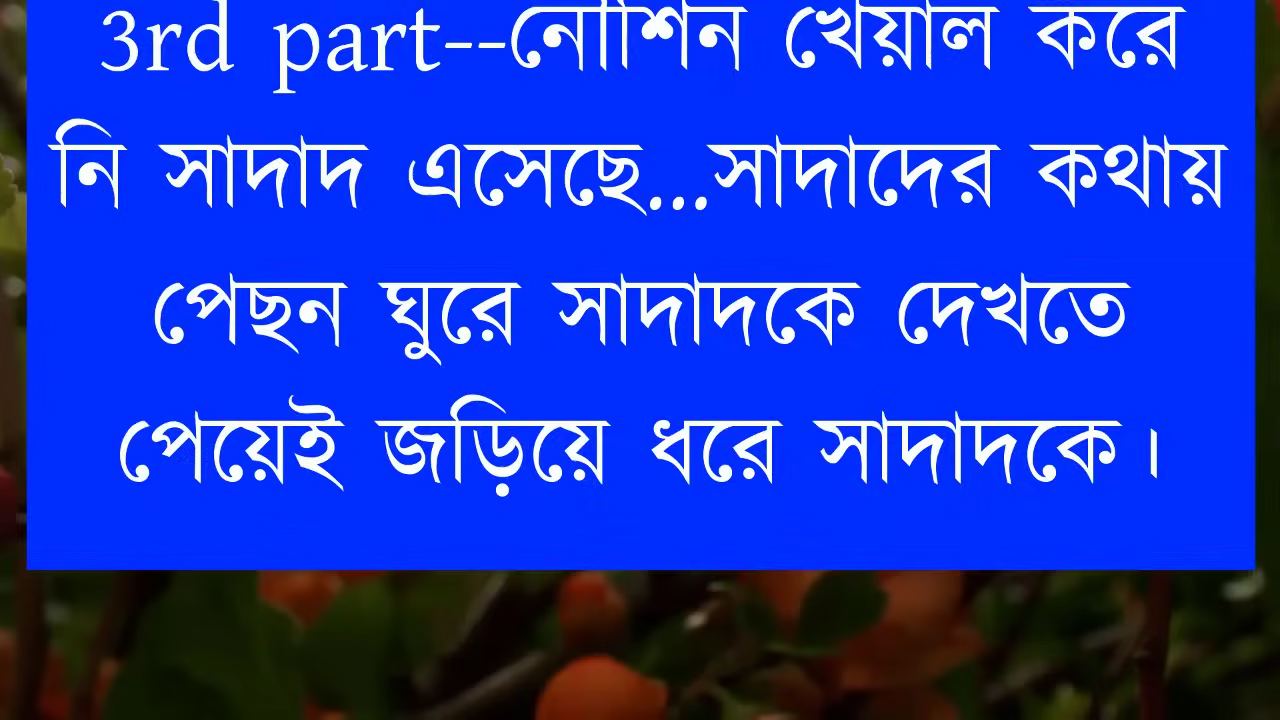 3rd part--নোশিন খেয়াল করে
নি সাদাদ এসেছে...সাদাদের কথায়
পেছন ঘুরে সাদাদকে দেখতে
পেয়েই জড়িয়ে ধরে সাদাদকে।